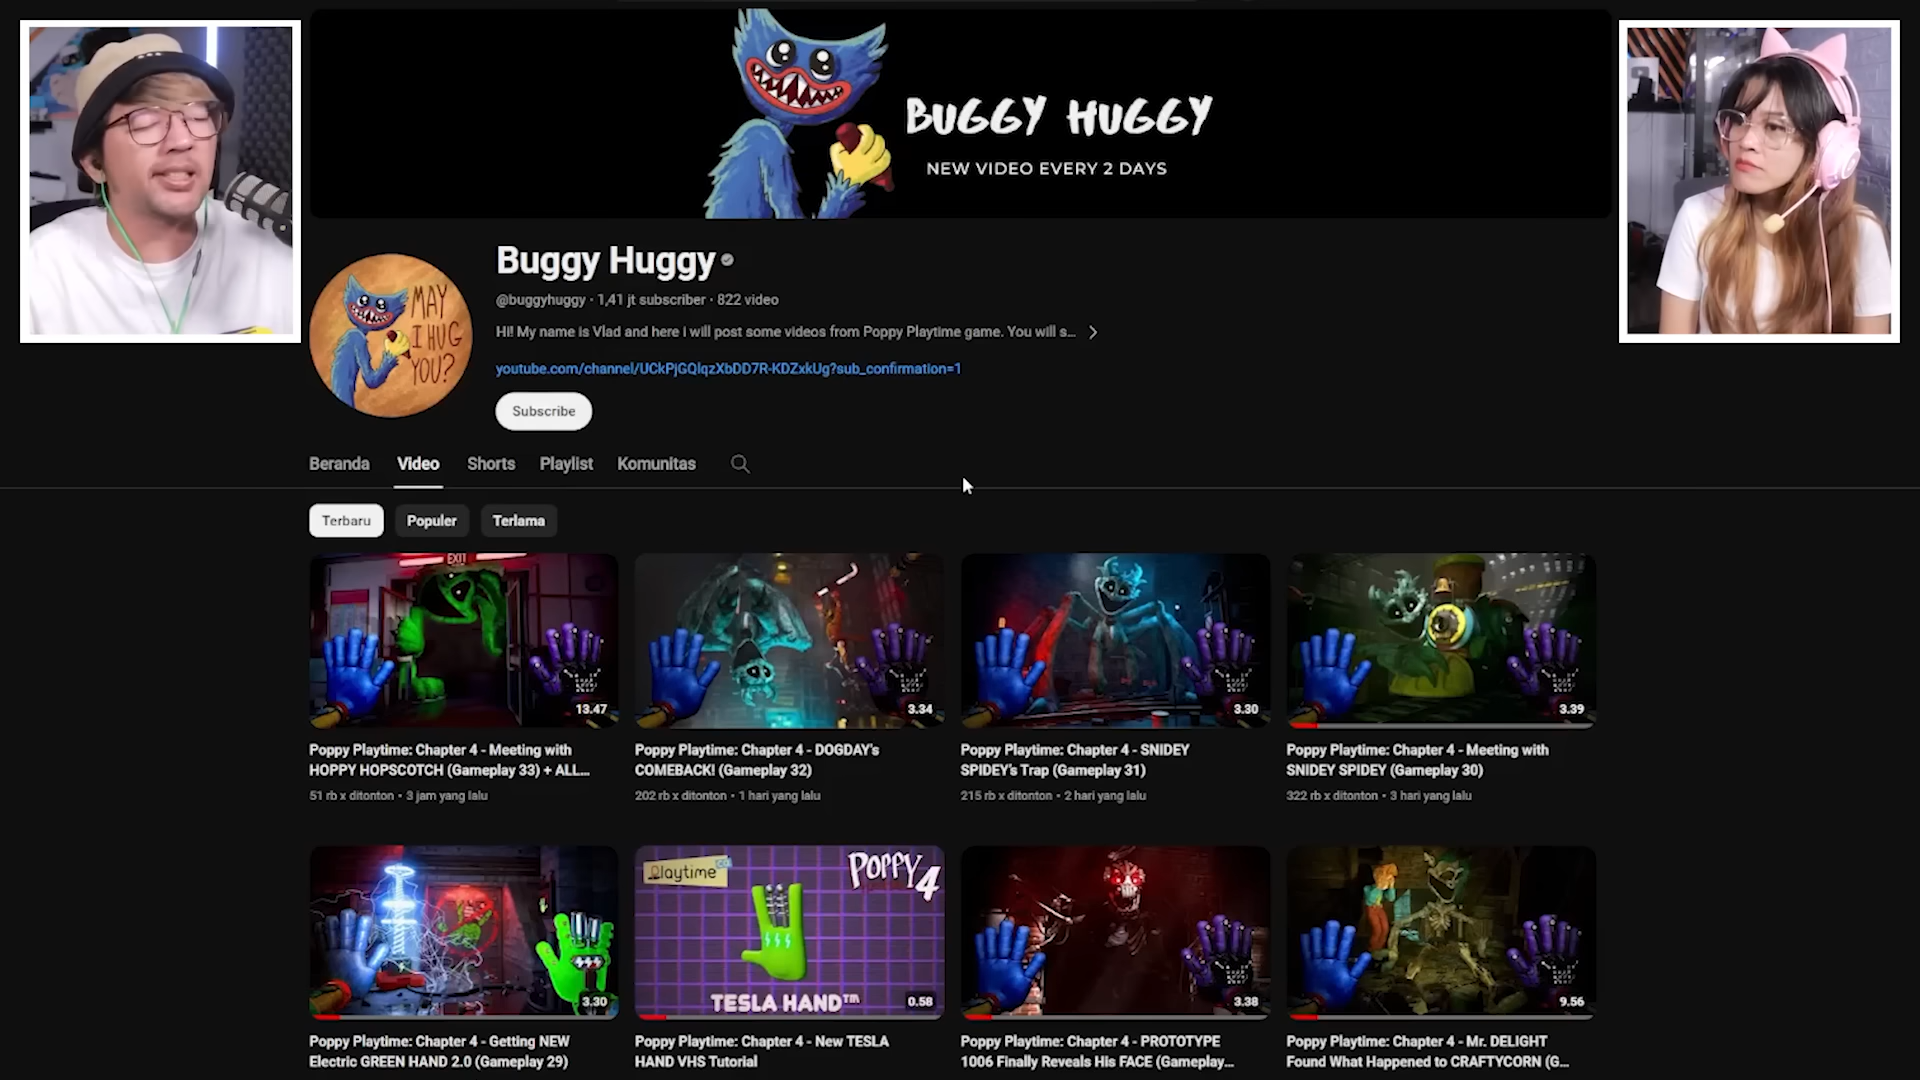 BUGGY HUGGY
NEW VIDEO EVERY 2 DAYS
MAY
I HUG
YOU?
Buggy Huggy
@buggyhuggy · 1,41 jt subscriber · 822 video
Hi! My name is Vlad and here I will post some videos from Poppy Playtime game. You will s...
youtube.com/channel/UCkPjGQlqzXbDD7R-KDZxkUg?sub_confirmation=1
Subscribe
Beranda Video Shorts Playlist Komunitas
Terbaru Populer Terlama
EXIT
13.47
3.34
3.30
3.39
Poppy Playtime: Chapter 4 - Meeting with
HOPPY HOPSCOTCH (Gameplay 33) + ALL...
51 rb x ditonton • 3 jam yang lalu
Poppy Playtime: Chapter 4 - DOGDAY's
COMEBACK! (Gameplay 32)
202 rb x ditonton • 1 hari yang lalu
Poppy Playtime: Chapter 4 - SNIDEY
SPIDEY's Trap (Gameplay 31)
215 rb x ditonton • 2 hari yang lalu
Poppy Playtime: Chapter 4 - Meeting with
SNIDEY SPIDEY (Gameplay 30)
322 rb x ditonton • 3 hari yang lalu
3.30
Playtime co
POPPY 4
TESLA HAND™
0.58
3.38
9.56
Poppy Playtime: Chapter 4 - Getting NEW
Electric GREEN HAND 2.0 (Gameplay 29)
Poppy Playtime: Chapter 4 - New TESLA
HAND VHS Tutorial
Poppy Playtime: Chapter 4 - PROTOTYPE
1006 Finally Reveals His FACE (Gameplay...
Poppy Playtime: Chapter 4 - Mr. DELIGHT
Found What Happened to CRAFTYCORN (G...